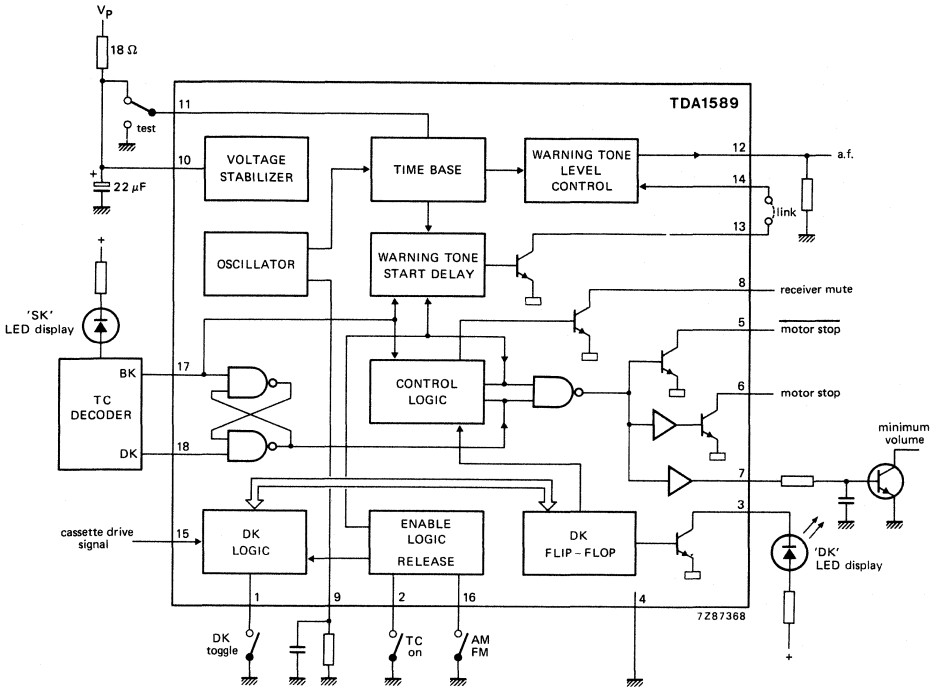 VP
18 Ω
TDA1589
11
test
10
VOLTAGE
STABILIZER
TIME BASE
WARNING TONE
LEVEL
CONTROL
12
a.f.
+
22 μF
14
link
13
OSCILLATOR
WARNING TONE
START DELAY
+
8
receiver mute
'SK'
LED display
5
motor stop
BK
17
TC
DECODER
CONTROL
LOGIC
6
motor stop
DK
18
minimum
volume
7
3
cassette drive
signal
15
DK
LOGIC
ENABLE
LOGIC
RELEASE
DK
FLIP-FLOP
'DK'
LED display
1
9
2
16
4
7Z87368
DK
toggle
TC
on
AM
FM
+